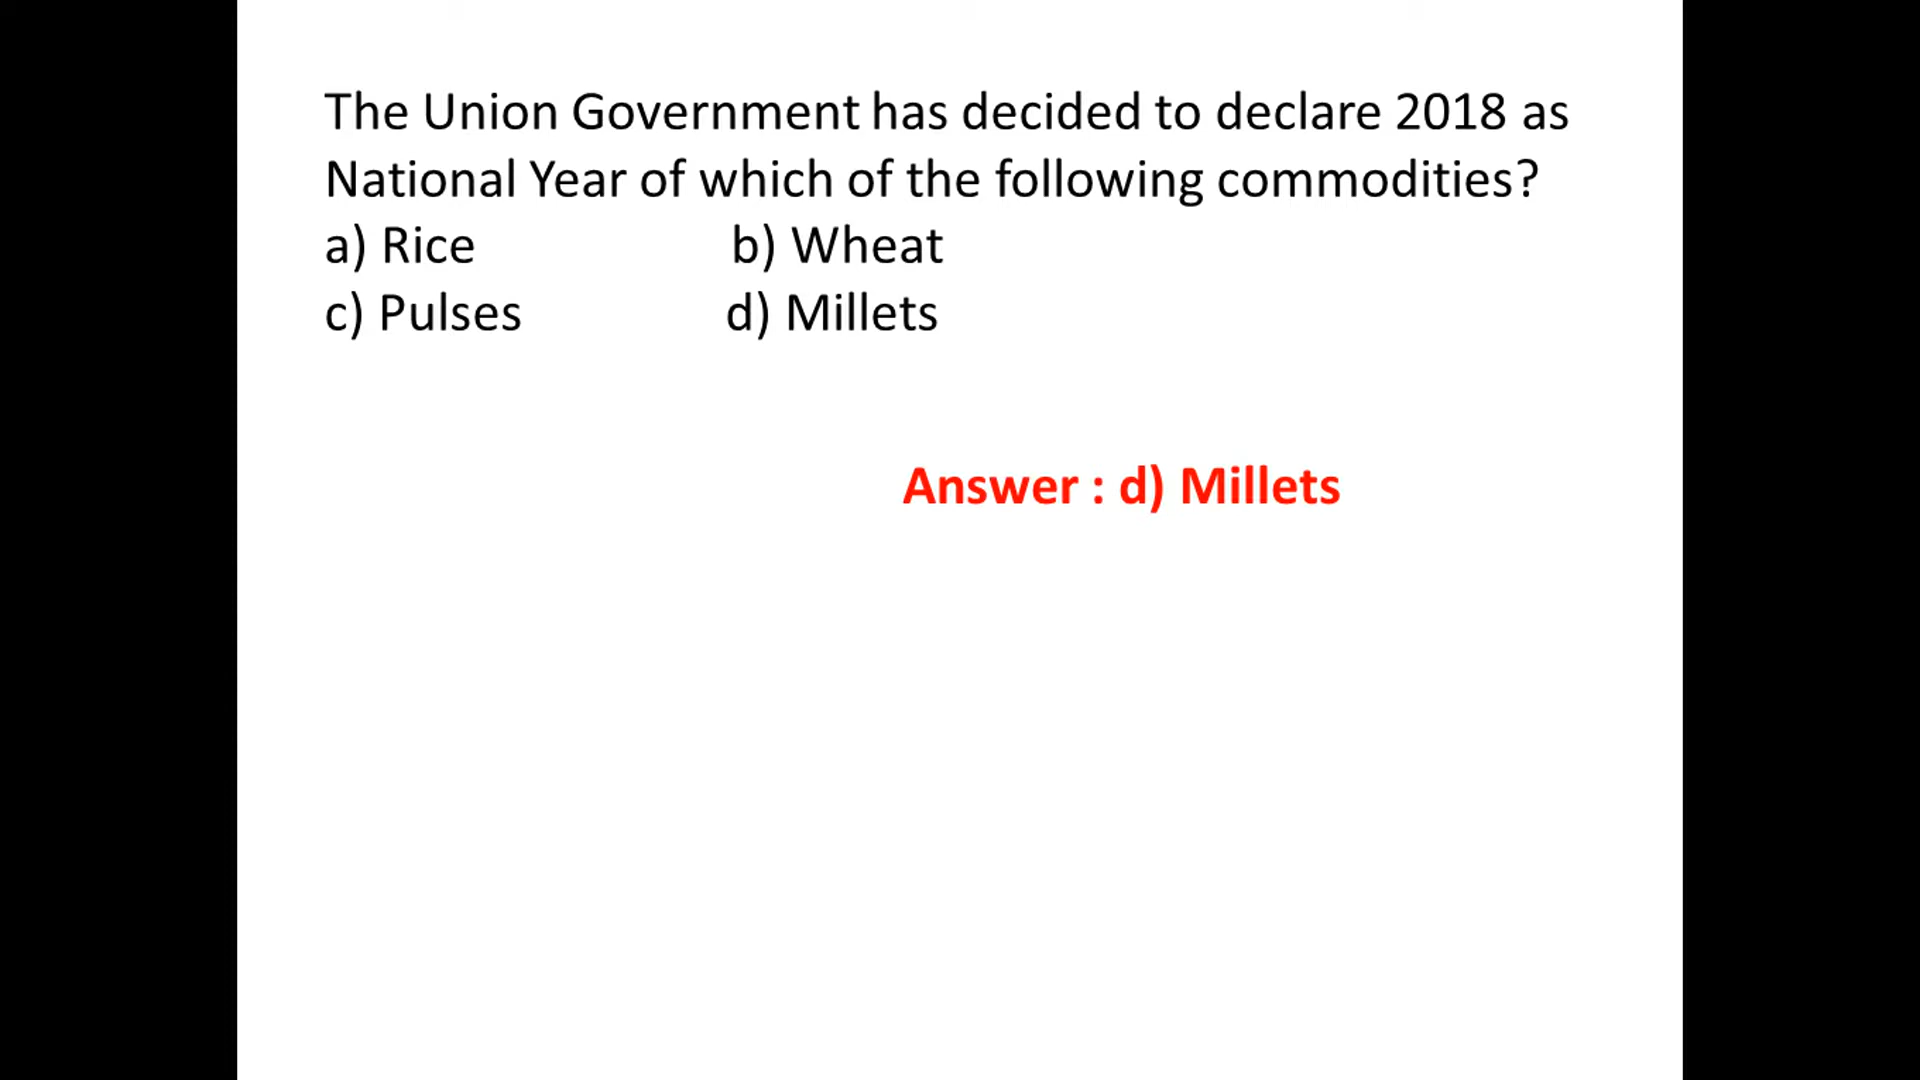 The Union Government has decided to declare 2018 as
National Year of which of the following commodities?
a) Rice b) Wheat
c) Pulses d) Millets
Answer : d) Millets